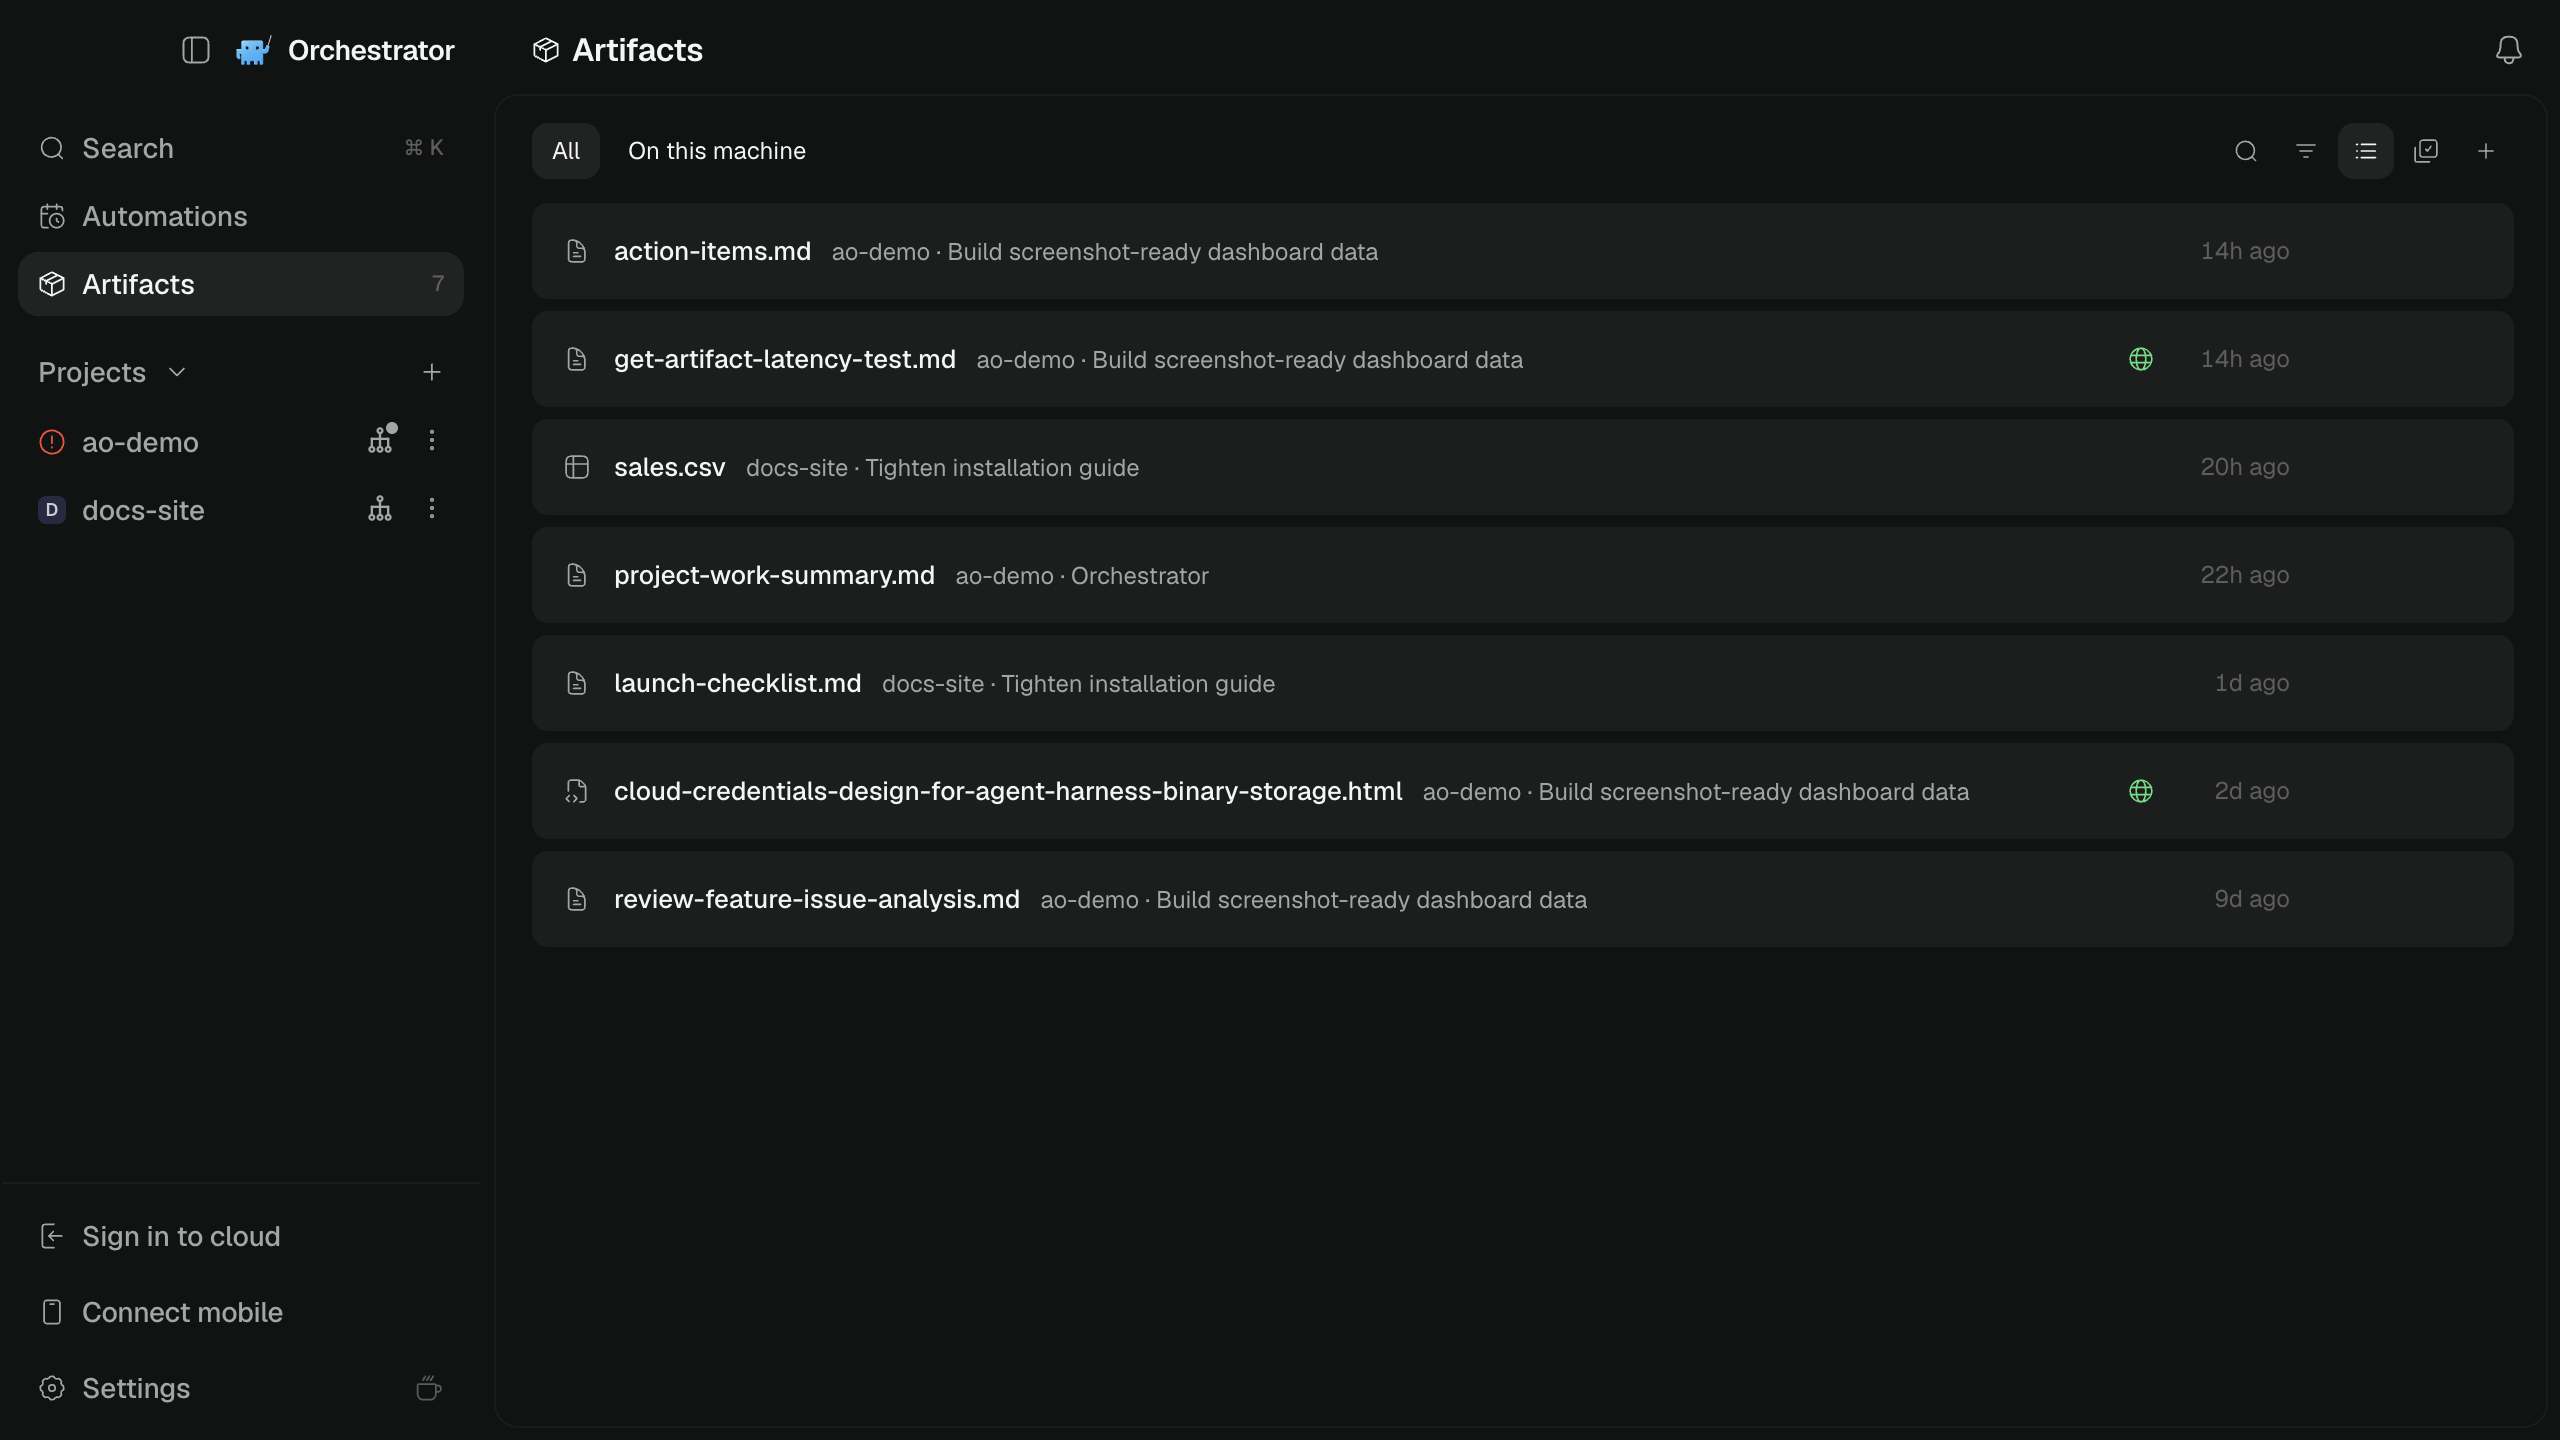 Orchestrator
Artifacts
Search ⌘ K
Automations
Artifacts 7
Projects
ao-demo
D docs-site
Sign in to cloud
Connect mobile
Settings
All On this machine
action-items.md ao-demo · Build screenshot-ready dashboard data 14h ago
get-artifact-latency-test.md ao-demo · Build screenshot-ready dashboard data 14h ago
sales.csv docs-site · Tighten installation guide 20h ago
project-work-summary.md ao-demo · Orchestrator 22h ago
launch-checklist.md docs-site · Tighten installation guide 1d ago
cloud-credentials-design-for-agent-harness-binary-storage.html ao-demo · Build screenshot-ready dashboard data 2d ago
review-feature-issue-analysis.md ao-demo · Build screenshot-ready dashboard data 9d ago